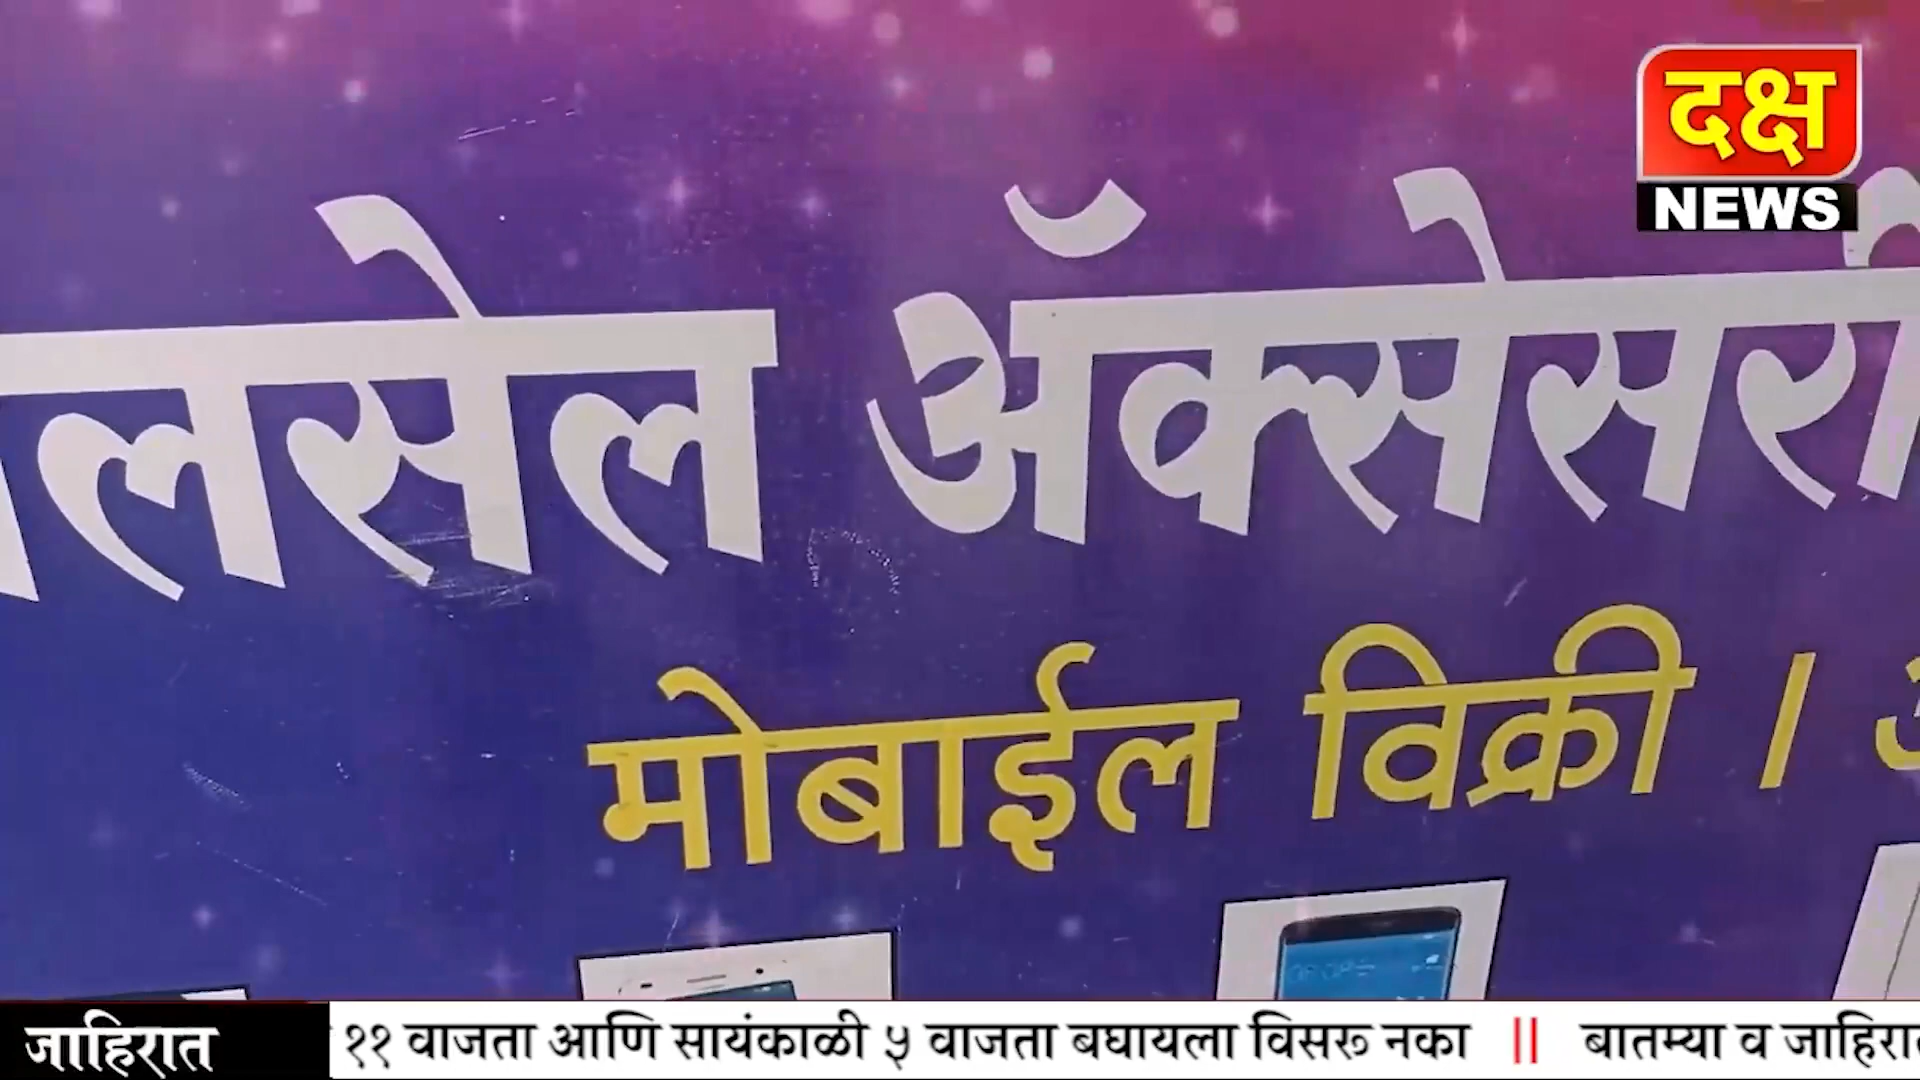 दक्ष
NEWS
लसेल ॲक्सेसरी
मोबाईल विक्री /
जाहिरात
११ वाजता आणि सायंकाळी ५ वाजता बघायला विसरू नका || बातम्या व